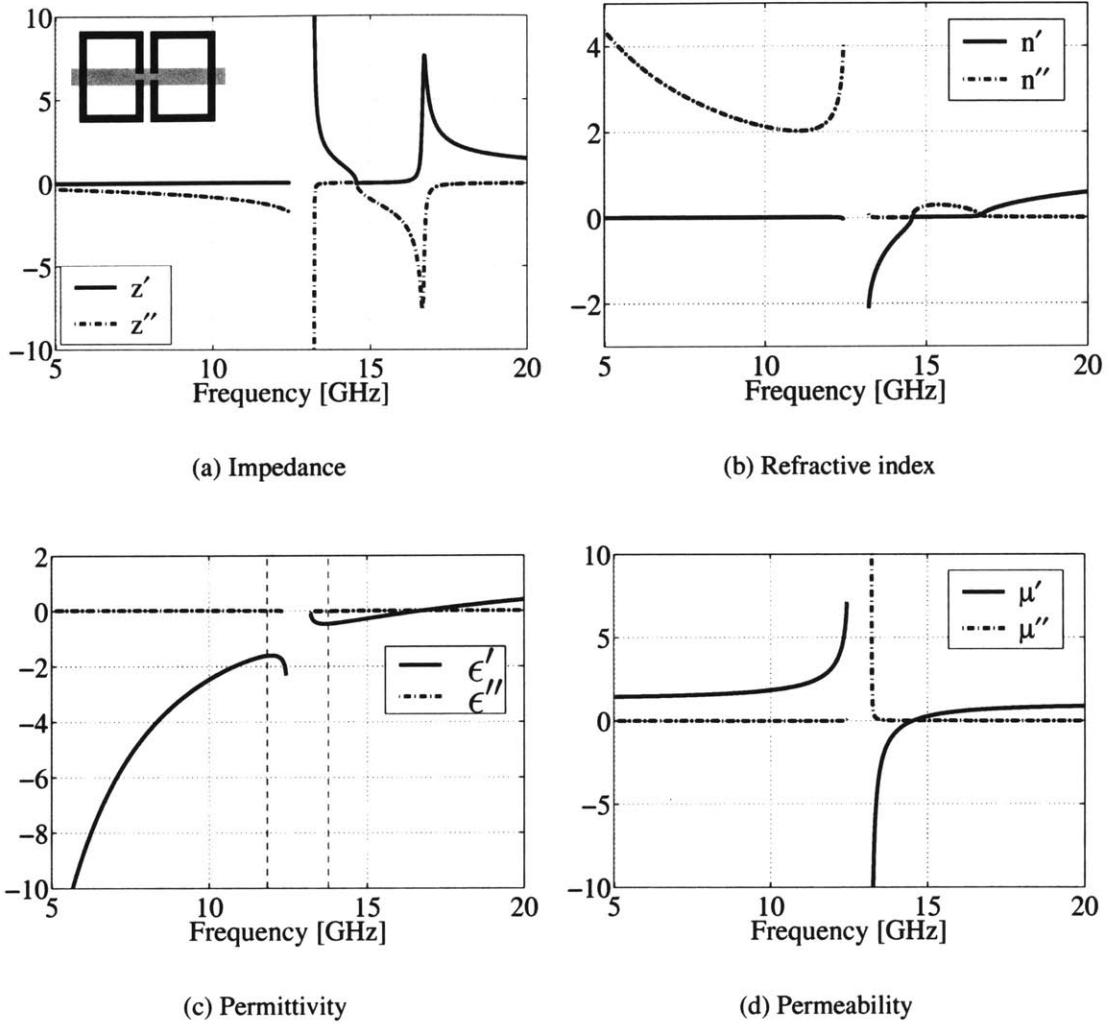 10
5
0
−5
−10
z′
z″
5
10
15
20
Frequency [GHz]
(a) Impedance
4
2
0
−2
n′
n″
5
10
15
20
Frequency [GHz]
(b) Refractive index
2
0
−2
−4
−6
−8
−10
ϵ′
ϵ″
5
10
15
20
Frequency [GHz]
(c) Permittivity
10
5
0
−5
−10
μ′
μ″
5
10
15
20
Frequency [GHz]
(d) Permeability